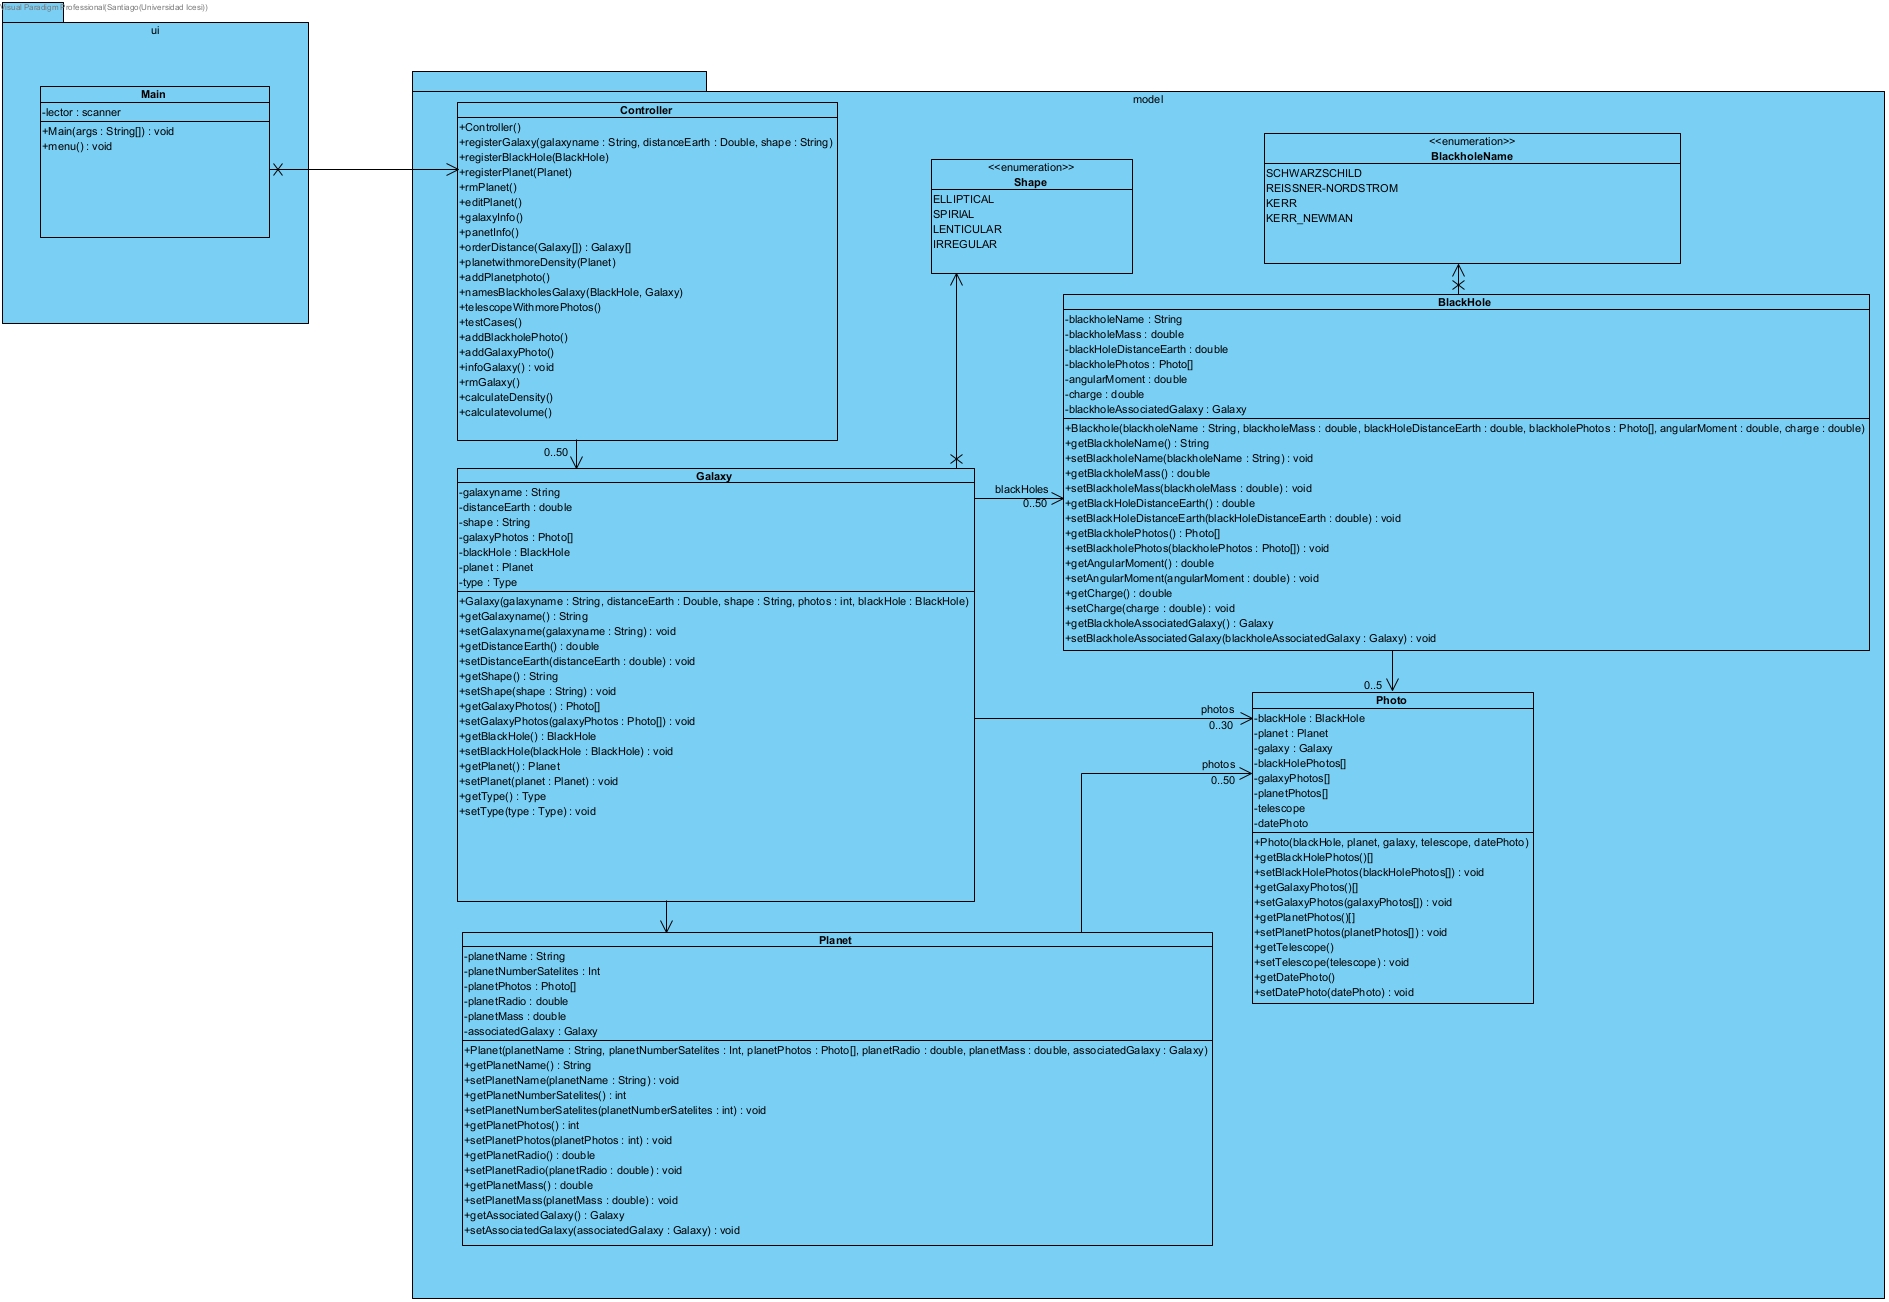 Visual Paradigm Professional(Santiago(Universidad Icesi))
ui
Main
-lector : scanner
+Main(args : String[]) : void
+menu() : void
model
Controller
+Controller()
+registerGalaxy(galaxyname : String, distanceEarth : Double, shape : String)
+registerBlackHole(BlackHole)
+registerPlanet(Planet)
+rmPlanet()
+editPlanet()
+galaxyInfo()
+panetInfo()
+orderDistance(Galaxy[]) : Galaxy[]
+planetwithmoreDensity(Planet)
+addPlanetphoto()
+namesBlackholesGalaxy(BlackHole, Galaxy)
+telescopeWithmorePhotos()
+testCases()
+addBlackholePhoto()
+addGalaxyPhoto()
+infoGalaxy() : void
+rmGalaxy()
+calculateDensity()
+calculatevolume()
<<enumeration>>
Shape
ELLIPTICAL
SPIRIAL
LENTICULAR
IRREGULAR
<<enumeration>>
BlackholeName
SCHWARZSCHILD
REISSNER-NORDSTROM
KERR
KERR_NEWMAN
BlackHole
-blackholeName : String
-blackholeMass : double
-blackHoleDistanceEarth : double
-blackholePhotos : Photo[]
-angularMoment : double
-charge : double
-blackholeAssociatedGalaxy : Galaxy
+Blackhole(blackholeName : String, blackholeMass : double, blackHoleDistanceEarth : double, blackholePhotos : Photo[], angularMoment : double, charge : double)
+getBlackholeName() : String
+setBlackholeName(blackholeName : String) : void
+getBlackholeMass() : double
+setBlackholeMass(blackholeMass : double) : void
+getBlackHoleDistanceEarth() : double
+setBlackHoleDistanceEarth(blackHoleDistanceEarth : double) : void
+getBlackholePhotos() : Photo[]
+setBlackholePhotos(blackholePhotos : Photo[]) : void
+getAngularMoment() : double
+setAngularMoment(angularMoment : double) : void
+getCharge() : double
+setCharge(charge : double) : void
+getBlackholeAssociatedGalaxy() : Galaxy
+setBlackholeAssociatedGalaxy(blackholeAssociatedGalaxy : Galaxy) : void
0..50
Galaxy
-galaxyname : String
-distanceEarth : double
-shape : String
-galaxyPhotos : Photo[]
-blackHole : BlackHole
-planet : Planet
-type : Type
+Galaxy(galaxyname : String, distanceEarth : Double, shape : String, photos : int, blackHole : BlackHole)
+getGalaxyname() : String
+setGalaxyname(galaxyname : String) : void
+getDistanceEarth() : double
+setDistanceEarth(distanceEarth : double) : void
+getShape() : String
+setShape(shape : String) : void
+getGalaxyPhotos() : Photo[]
+setGalaxyPhotos(galaxyPhotos : Photo[]) : void
+getBlackHole() : BlackHole
+setBlackHole(blackHole : BlackHole) : void
+getPlanet() : Planet
+setPlanet(planet : Planet) : void
+getType() : Type
+setType(type : Type) : void
blackHoles
0..50
0..5
photos
0..30
photos
0..50
Photo
-blackHole : BlackHole
-planet : Planet
-galaxy : Galaxy
-blackHolePhotos[]
-galaxyPhotos[]
-planetPhotos[]
-telescope
-datePhoto
+Photo(blackHole, planet, galaxy, telescope, datePhoto)
+getBlackHolePhotos()[]
+setBlackHolePhotos(blackHolePhotos[]) : void
+getGalaxyPhotos()[]
+setGalaxyPhotos(galaxyPhotos[]) : void
+getPlanetPhotos()[]
+setPlanetPhotos(planetPhotos[]) : void
+getTelescope()
+setTelescope(telescope) : void
+getDatePhoto()
+setDatePhoto(datePhoto) : void
Planet
-planetName : String
-planetNumberSatelites : Int
-planetPhotos : Photo[]
-planetRadio : double
-planetMass : double
-associatedGalaxy : Galaxy
+Planet(planetName : String, planetNumberSatelites : Int, planetPhotos : Photo[], planetRadio : double, planetMass : double, associatedGalaxy : Galaxy)
+getPlanetName() : String
+setPlanetName(planetName : String) : void
+getPlanetNumberSatelites() : int
+setPlanetNumberSatelites(planetNumberSatelites : int) : void
+getPlanetPhotos() : int
+setPlanetPhotos(planetPhotos : int) : void
+getPlanetRadio() : double
+setPlanetRadio(planetRadio : double) : void
+getPlanetMass() : double
+setPlanetMass(planetMass : double) : void
+getAssociatedGalaxy() : Galaxy
+setAssociatedGalaxy(associatedGalaxy : Galaxy) : void